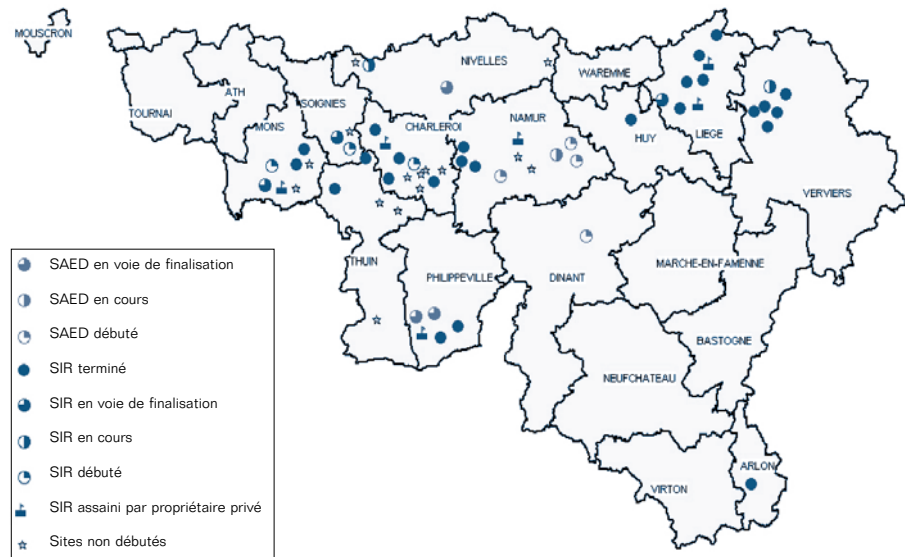 MOUSCRON
NIVELLES
WAREMME
ATH
SOIGNIES
TOURNAI
MONS
CHARLEROI
NAMUR
HUY
LIEGE
VERVIERS
THUIN
PHILIPPEVILLE
DINANT
MARCHE-EN-FAMENNE
BASTOGNE
NEUFCHATEAU
VIRTON
ARLON
SAED en voie de finalisation
SAED en cours
SAED débuté
SIR terminé
SIR en voie de finalisation
SIR en cours
SIR débuté
SIR assaini par propriétaire privé
Sites non débutés